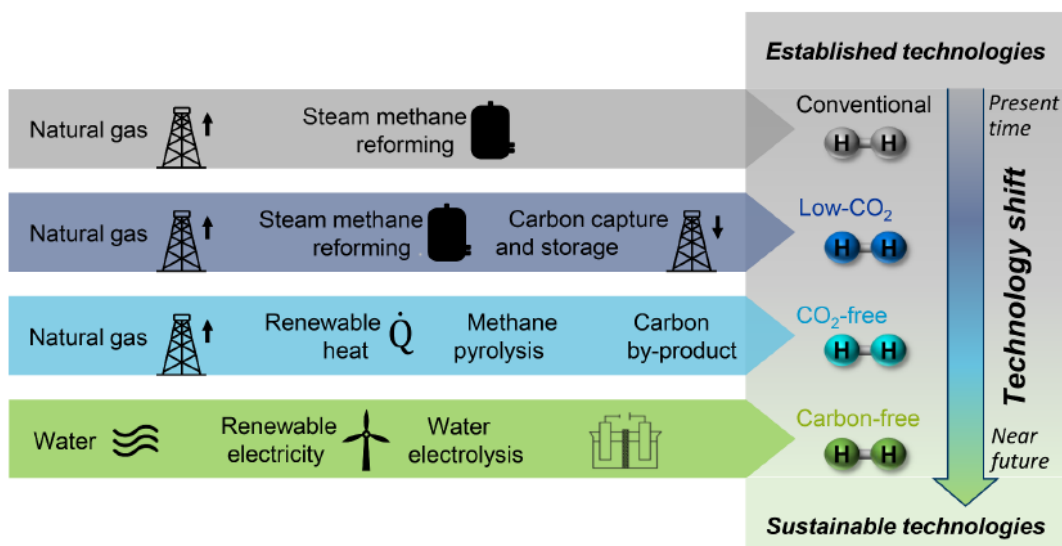 Established technologies
Natural gas
Steam methane
reforming
Conventional
H H
Present
time
Natural gas
Steam methane
reforming
Carbon capture
and storage
Low-CO₂
H H
Technology shift
Natural gas
Renewable
heat
Q̇
Methane
pyrolysis
Carbon
by-product
CO₂-free
H H
Water
Renewable
electricity
Water
electrolysis
Carbon-free
H H
Near
future
Sustainable technologies